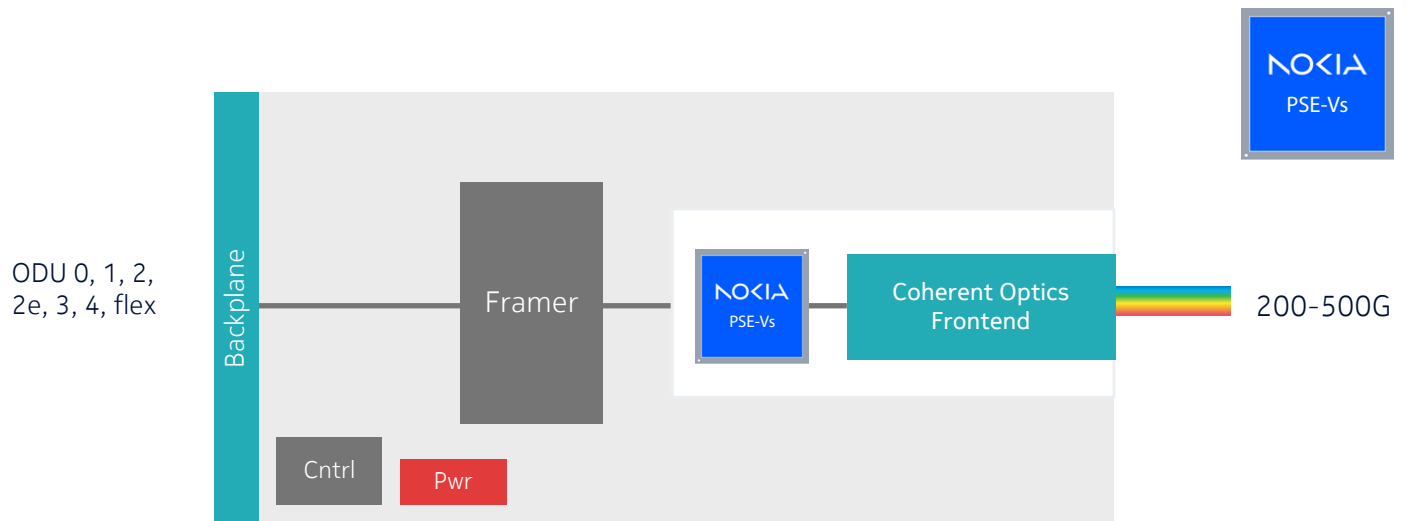 NOKIA
PSE-Vs
ODU 0, 1, 2,
2e, 3, 4, flex
Backplane
Framer
NOKIA
PSE-Vs
Coherent Optics
Frontend
200-500G
Cntrl
Pwr